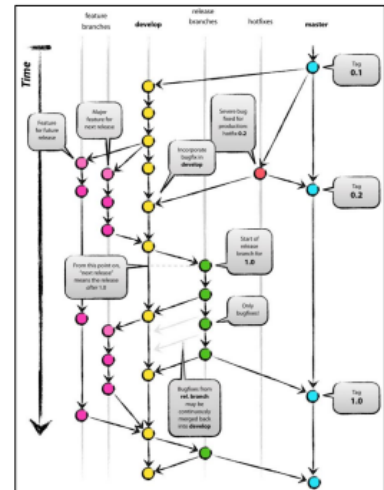 feature
branches
develop
release
branches
hotfixes
master
Time
Tag
0.1
Feature
for future
release
Major
feature for
next release
Severe bug
fixed for
production:
hotfix 0.2
Incorporate
bugfix in
develop
Tag
0.2
Start of
release
branch for
1.0
From this point on,
"next release"
means the release
after 1.0
Only
bugfixes!
Bugfixes from
rel. branch
may be
continuously
merged back
into develop
Tag
1.0